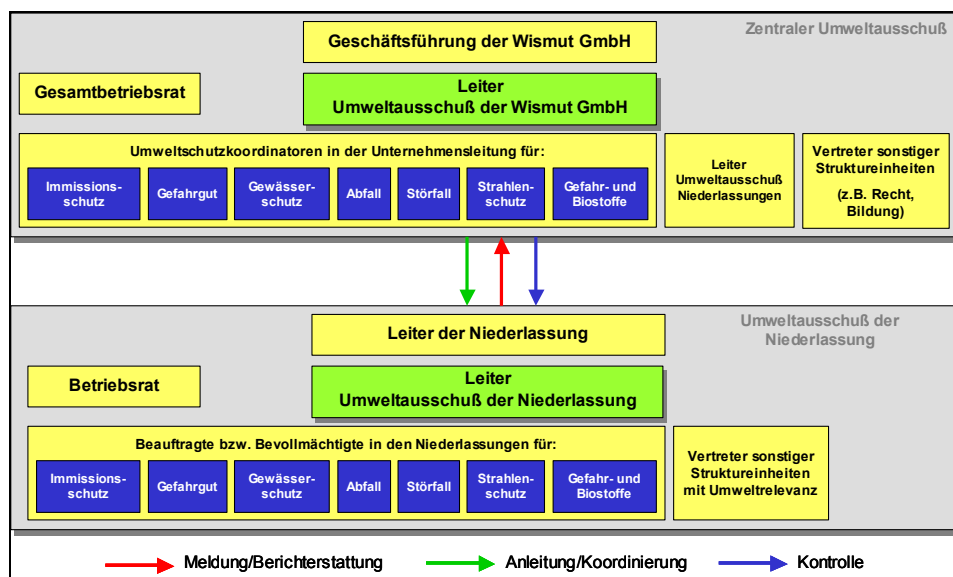 Zentraler Umweltausschuß
Geschäftsführung der Wismut GmbH
Gesamtbetriebsrat
Leiter
Umweltausschuß der Wismut GmbH
Umweltschutzkoordinatoren in der Unternehmensleitung für:
Immissions-
schutz
Gefahrgut
Gewässer-
schutz
Abfall
Störfall
Strahlen-
schutz
Gefahr- und
Biostoffe
Leiter
Umweltausschuß
Niederlassungen
Vertreter sonstiger
Struktureinheiten
(z.B. Recht,
Bildung)
Umweltausschuß der
Niederlassung
Leiter der Niederlassung
Betriebsrat
Leiter
Umweltausschuß der Niederlassung
Beauftragte bzw. Bevollmächtigte in den Niederlassungen für:
Immissions-
schutz
Gefahrgut
Gewässer-
schutz
Abfall
Störfall
Strahlen-
schutz
Gefahr- und
Biostoffe
Vertreter sonstiger
Struktureinheiten
mit Umweltrelevanz
Meldung/Berichterstattung
Anleitung/Koordinierung
Kontrolle